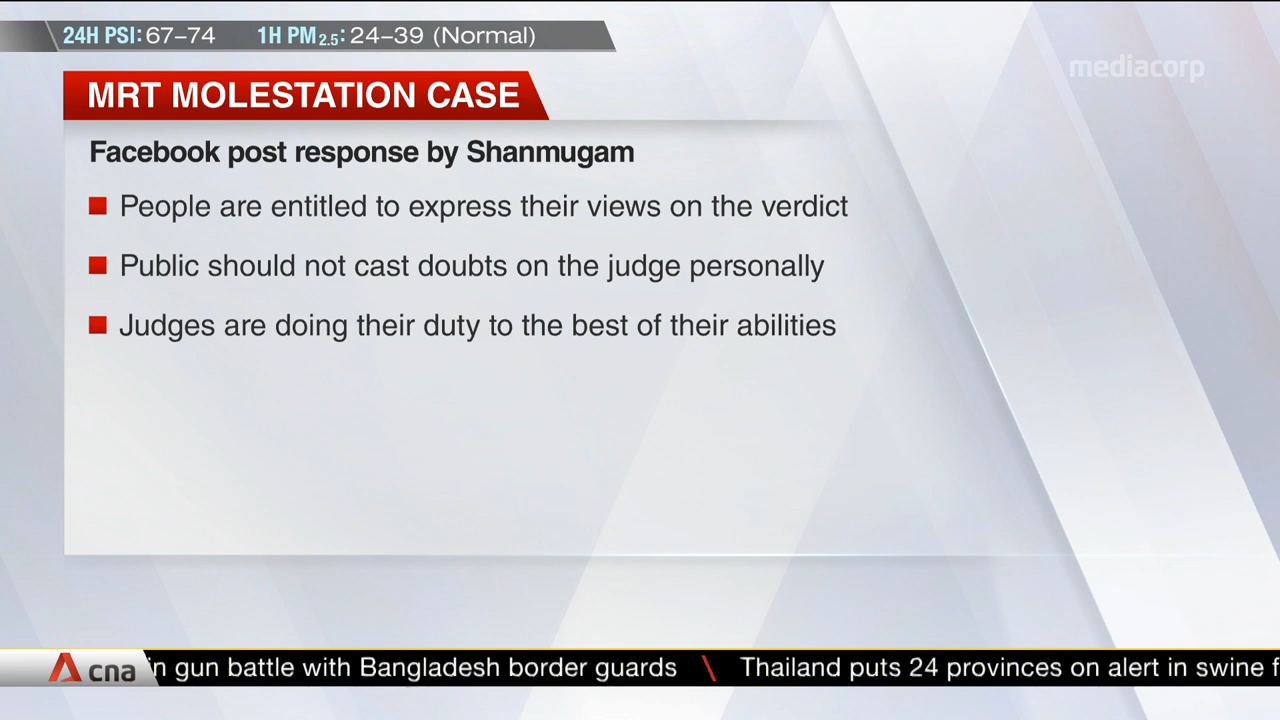 24H PSI: 67–74 1H PM2.5: 24–39 (Normal)
mediacorp
MRT MOLESTATION CASE
Facebook post response by Shanmugam
People are entitled to express their views on the verdict
Public should not cast doubts on the judge personally
Judges are doing their duty to the best of their abilities
cna in gun battle with Bangladesh border guards \ Thailand puts 24 provinces on alert in swine f